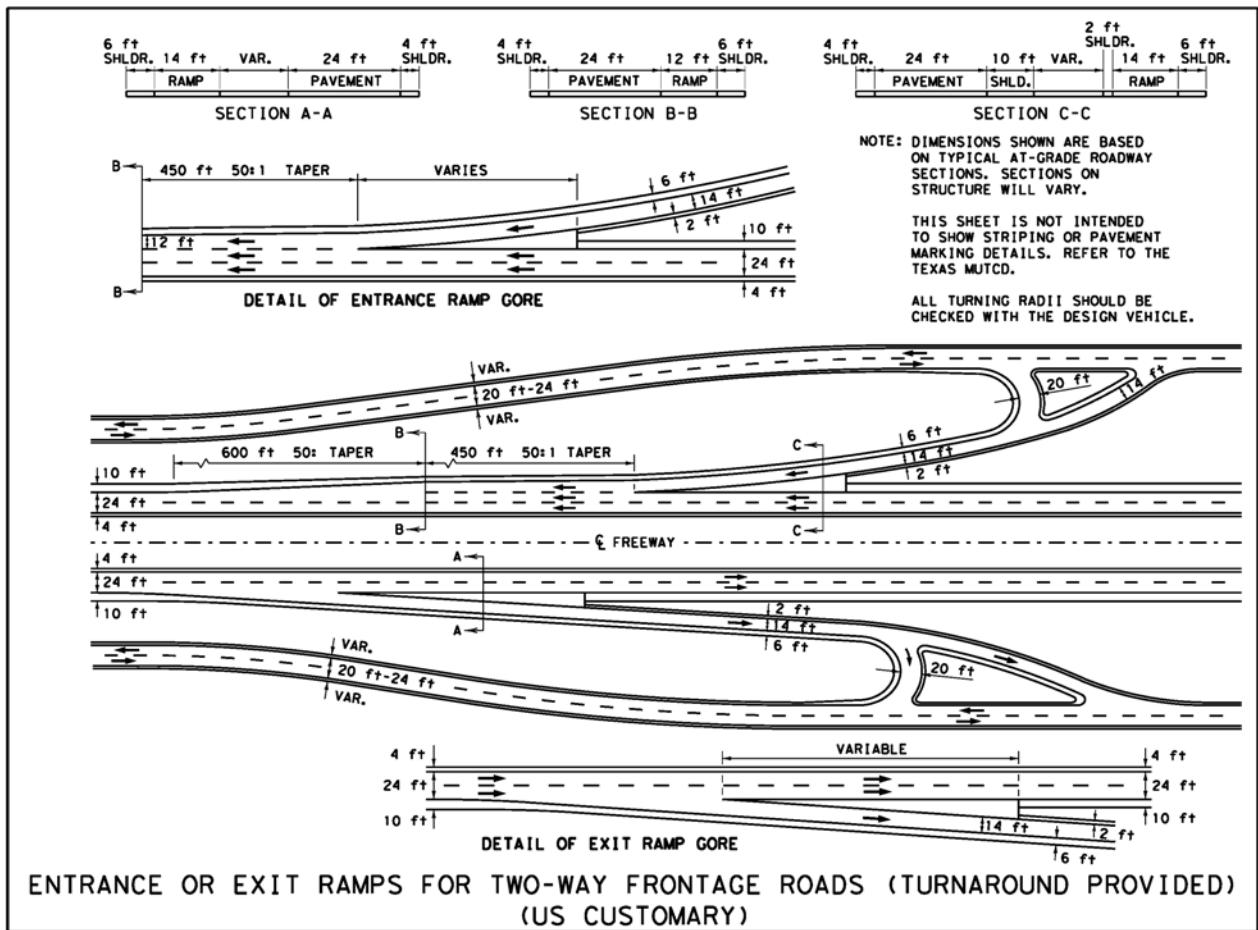 6 ft SHLDR. 14 ft VAR. 24 ft 4 ft SHLDR.
RAMP PAVEMENT
SECTION A-A
4 ft SHLDR. 24 ft 12 ft 6 ft SHLDR.
PAVEMENT RAMP
SECTION B-B
4 ft SHLDR. 24 ft 10 ft VAR. 2 ft SHLDR. 14 ft 6 ft SHLDR.
PAVEMENT SHLD. RAMP
SECTION C-C
NOTE: DIMENSIONS SHOWN ARE BASED
ON TYPICAL AT-GRADE ROADWAY
SECTIONS. SECTIONS ON
STRUCTURE WILL VARY.
THIS SHEET IS NOT INTENDED
TO SHOW STRIPING OR PAVEMENT
MARKING DETAILS. REFER TO THE
TEXAS MUTCD.
ALL TURNING RADII SHOULD BE
CHECKED WITH THE DESIGN VEHICLE.
B
450 ft 50:1 TAPER
VARIES
6 ft
14 ft
2 ft
10 ft
12 ft
24 ft
B
4 ft
DETAIL OF ENTRANCE RAMP GORE
VAR.
20 ft-24 ft
VAR.
20 ft
14 ft
B
C
600 ft 50: TAPER
450 ft 50:1 TAPER
6 ft
14 ft
2 ft
10 ft
24 ft
4 ft
B
C
℄ FREEWAY
4 ft
A
24 ft
10 ft
A
2 ft
14 ft
6 ft
VAR.
20 ft-24 ft
VAR.
20 ft
VARIABLE
4 ft
24 ft
10 ft
4 ft
24 ft
10 ft
14 ft
2 ft
6 ft
DETAIL OF EXIT RAMP GORE
ENTRANCE OR EXIT RAMPS FOR TWO-WAY FRONTAGE ROADS (TURNAROUND PROVIDED)
(US CUSTOMARY)